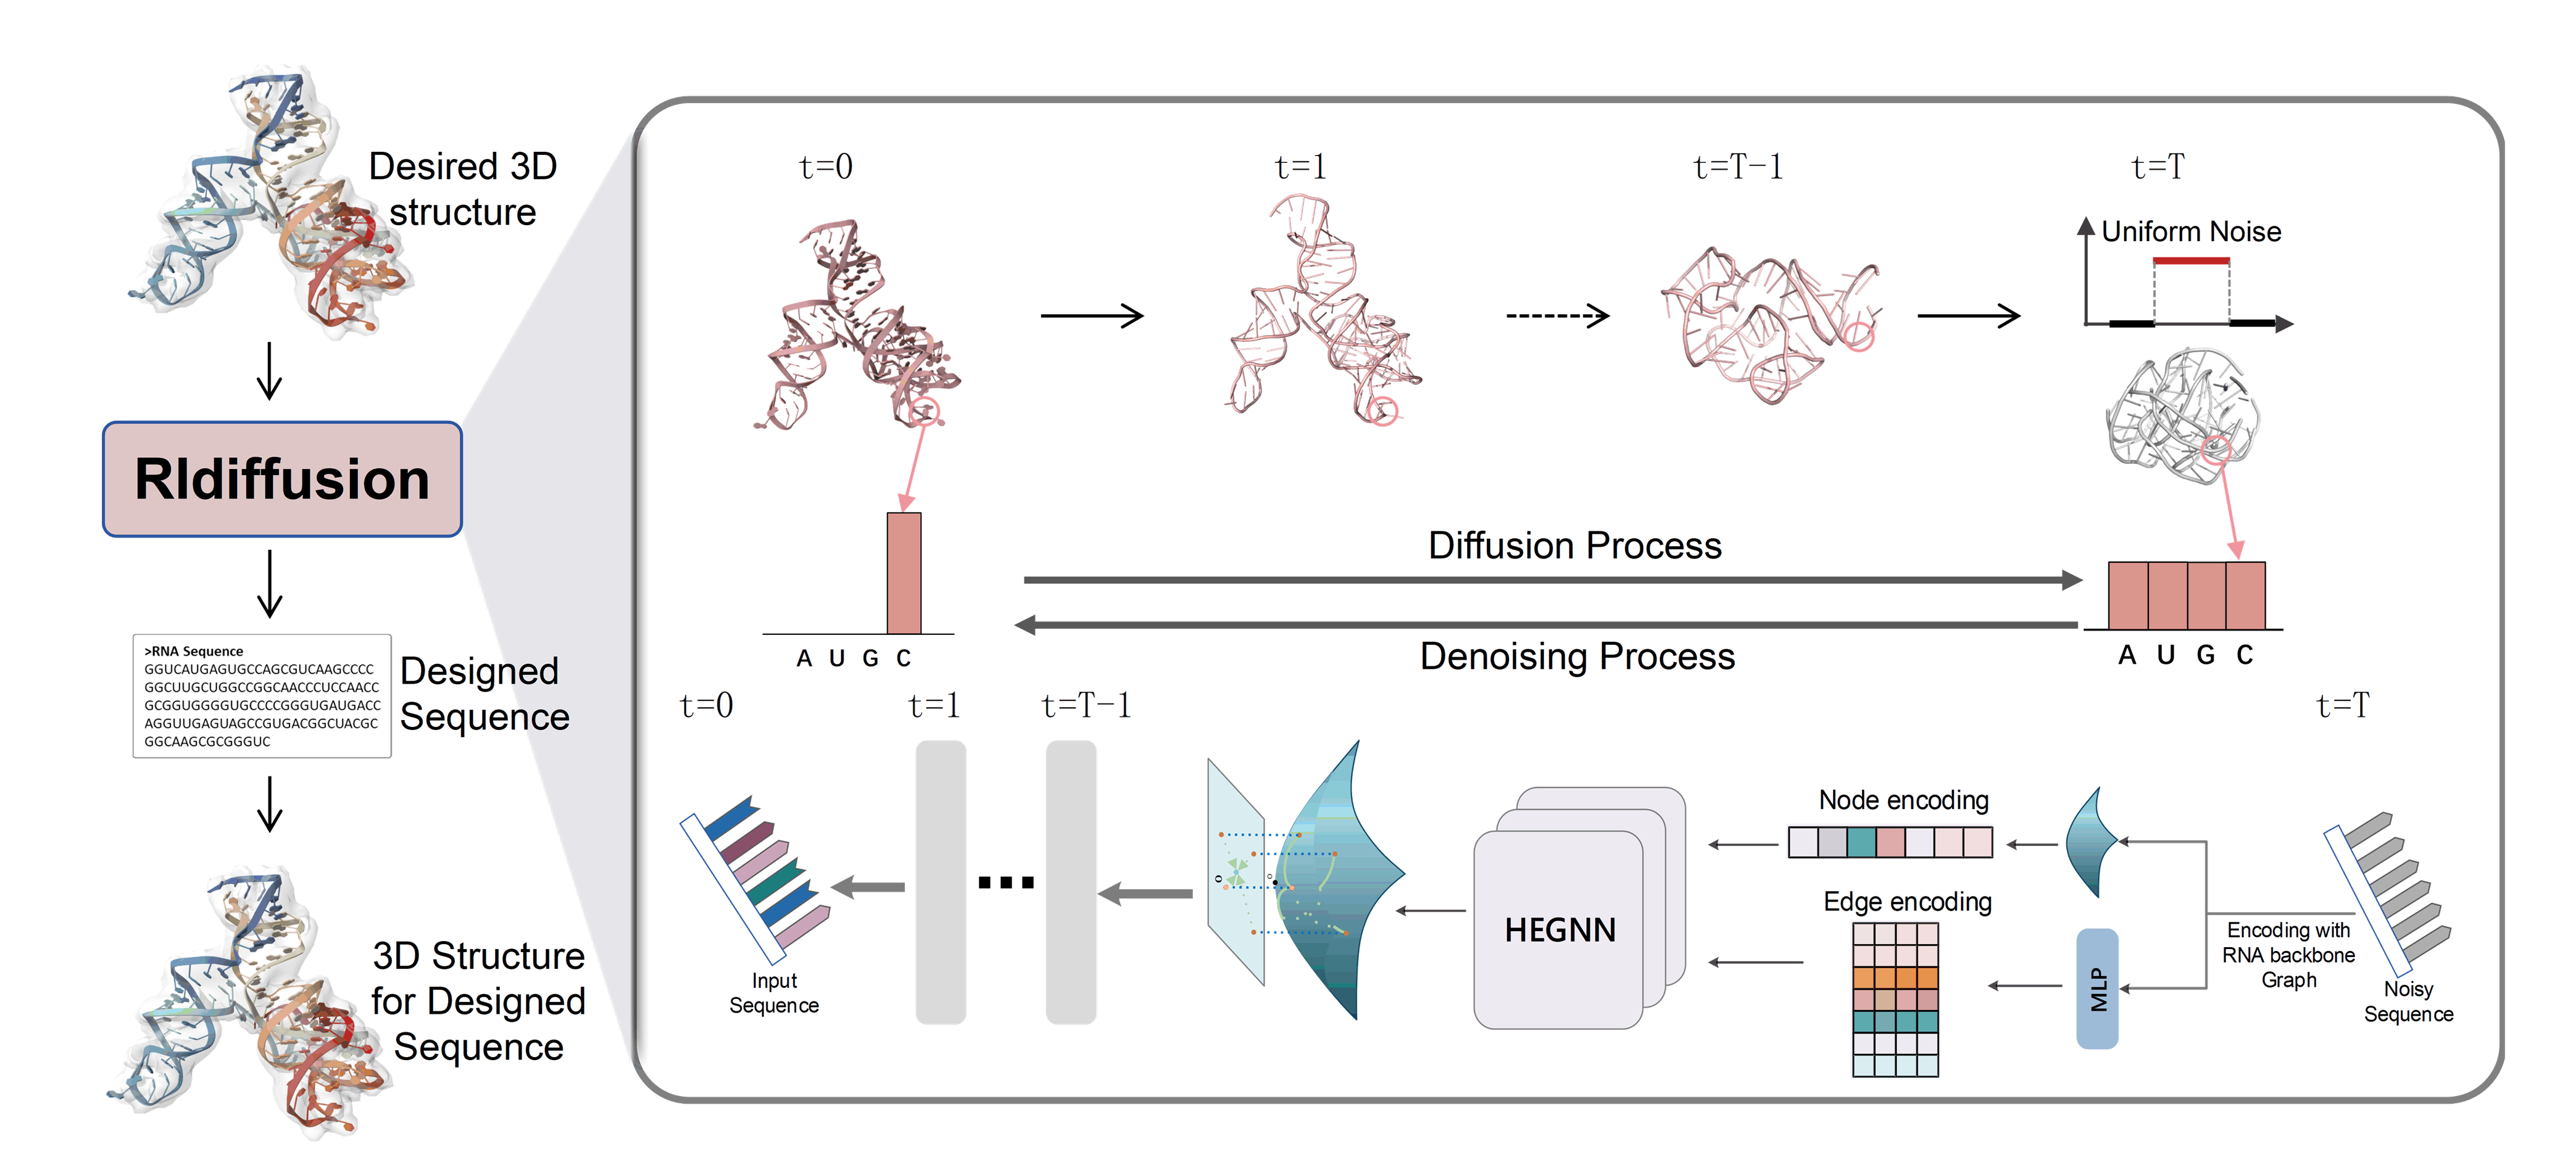 Desired 3D
structure
RIdiffusion
>RNA Sequence
GGUCAUGAGUGCCAGCGUCAAGCCCC
GGCUUGCUGGCCGGCAACCCUCCAACC
GCGGUGGGGUGCCCCGGGUGAUGACC
AGGUUGAGUAGCCGUGACGGCUACGC
GGCAAGCGCGGGUC
Designed
Sequence
3D Structure
for Designed
Sequence
t=0
t=1
t=T-1
t=T
Uniform Noise
Diffusion Process
Denoising Process
A U G C
A U G C
t=0
t=1
t=T-1
t=T
Input
Sequence
HEGNN
Node encoding
Edge encoding
MLP
Encoding with
RNA backbone
Graph
Noisy
Sequence